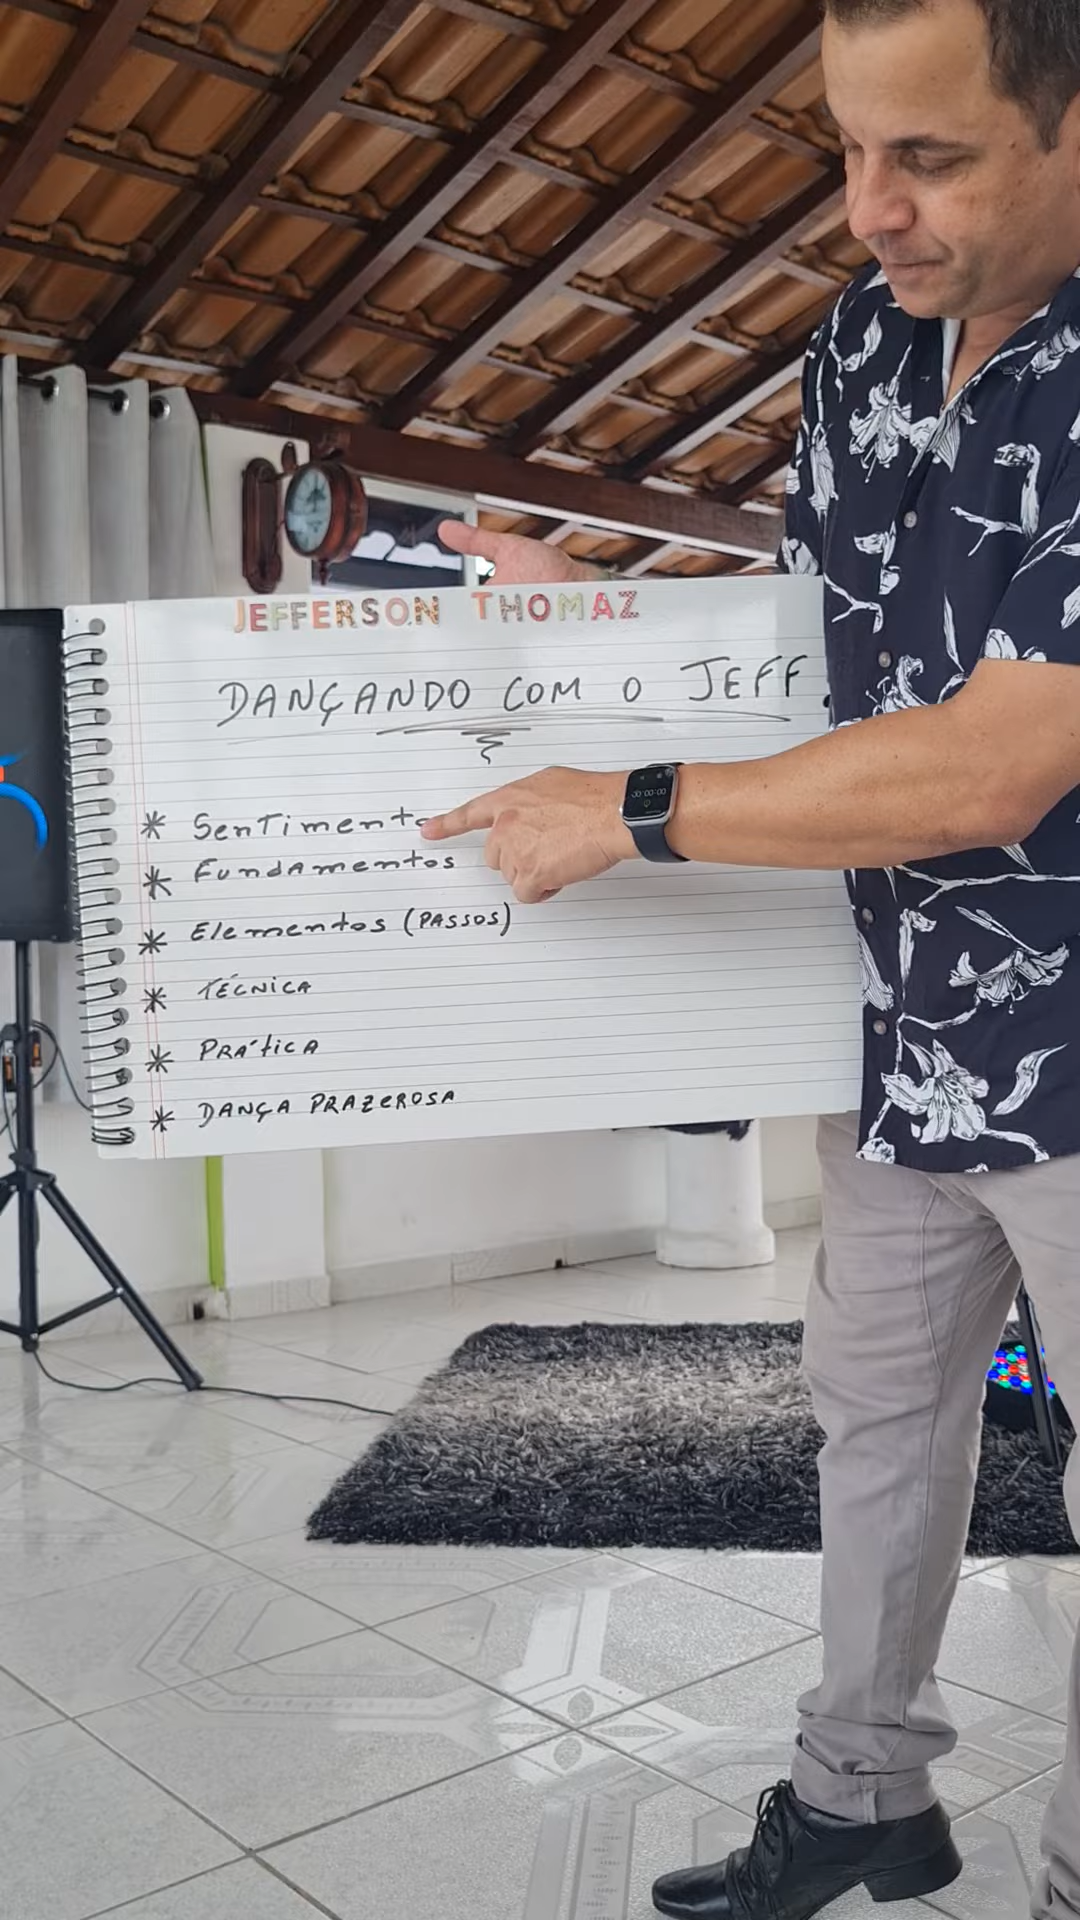 JEFFERSON THOMAZ
DANÇANDO COM O JEFF
* Sentimento
* Fundamentos
* Elementos (PASSOS)
* TÉCNICA
* PRÁTICA
* DANÇA PRAZEROSA